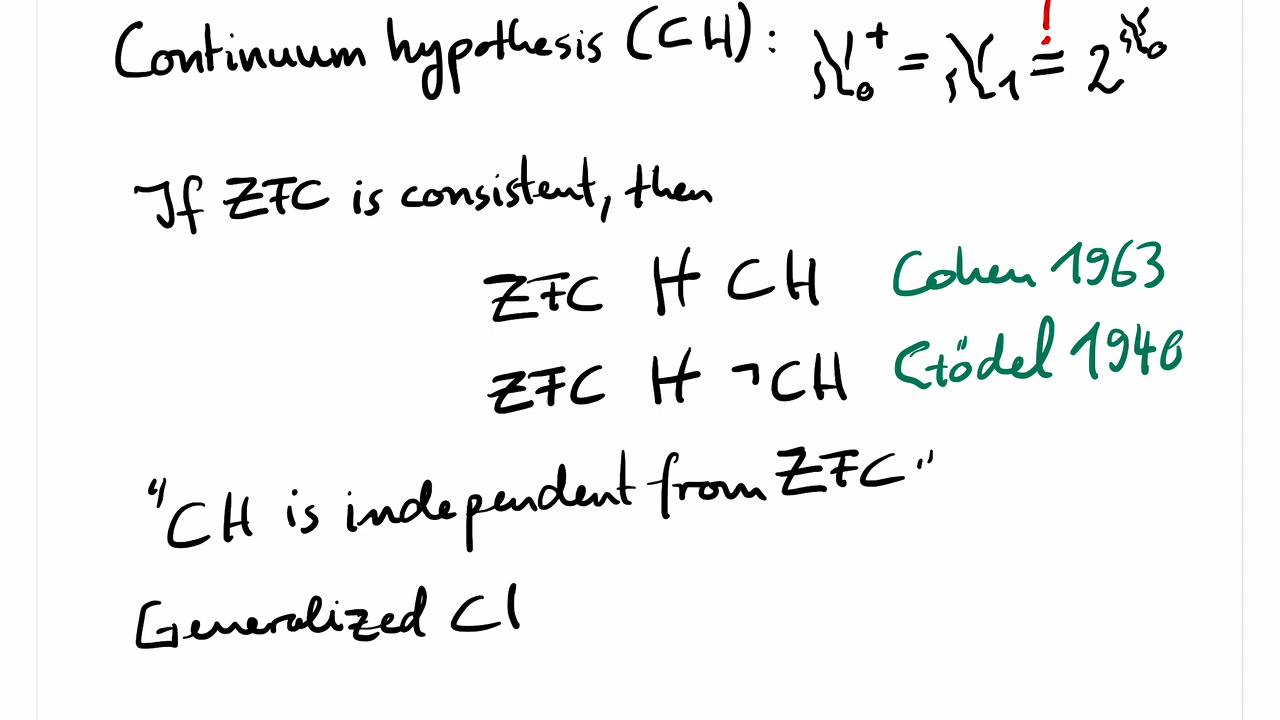 Continuum hypothesis (CH): ℵ₀⁺ = ℵ₁ =! 2^ℵ₀
If ZFC is consistent, then
ZFC ⊬ CH Cohen 1963
ZFC ⊬ ¬CH Gödel 1940
"CH is independent from ZFC"
Generalized C